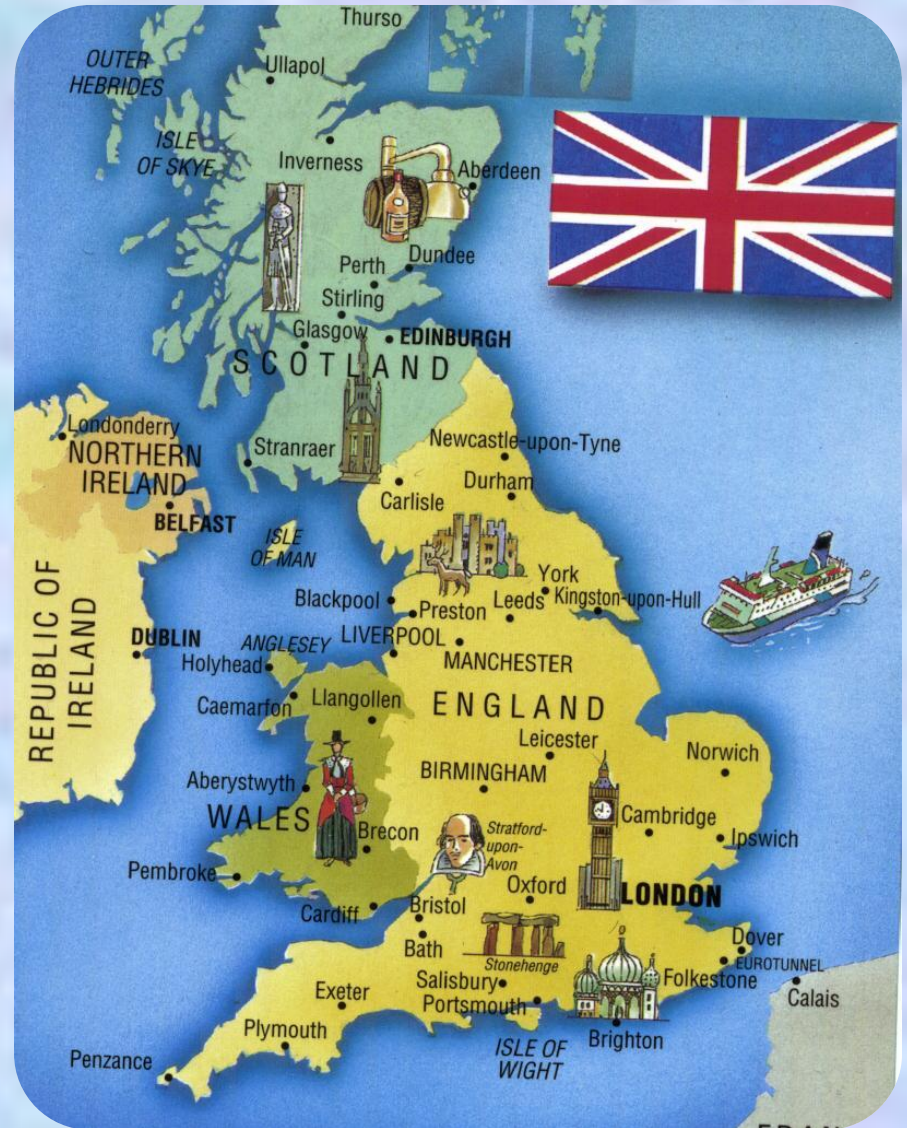 Thurso
OUTER
HEBRIDES
Ullapol
ISLE
OF SKYE
Inverness
Aberdeen
Dundee
Perth
Stirling
Glasgow
EDINBURGH
SCOTLAND
Londonderry
NORTHERN
IRELAND
BELFAST
Stranraer
Newcastle-upon-Tyne
Durham
Carlisle
ISLE
OF MAN
York
Blackpool
Preston
Leeds
Kingston-upon-Hull
REPUBLIC OF
IRELAND
DUBLIN
ANGLESEY
LIVERPOOL
Holyhead
MANCHESTER
Caemarfon
Llangollen
ENGLAND
Leicester
Norwich
BIRMINGHAM
Aberystwyth
WALES
Brecon
Stratford-
upon-
Avon
Cambridge
Ipswich
Pembroke
Oxford
LONDON
Cardiff
Bristol
Bath
Stonehenge
Dover
EUROTUNNEL
Folkestone
Calais
Salisbury
Portsmouth
Exeter
Plymouth
Brighton
ISLE OF
WIGHT
Penzance